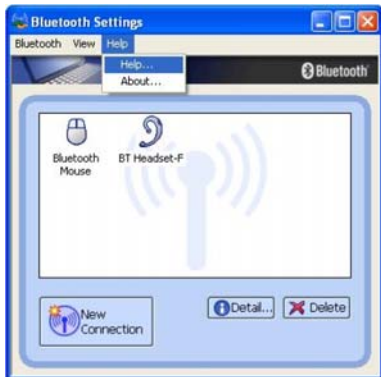 Bluetooth Settings
Bluetooth View Help
Help...
About...
Bluetooth
Bluetooth
Mouse
BT Headset-F
New
Connection
Detail...
Delete